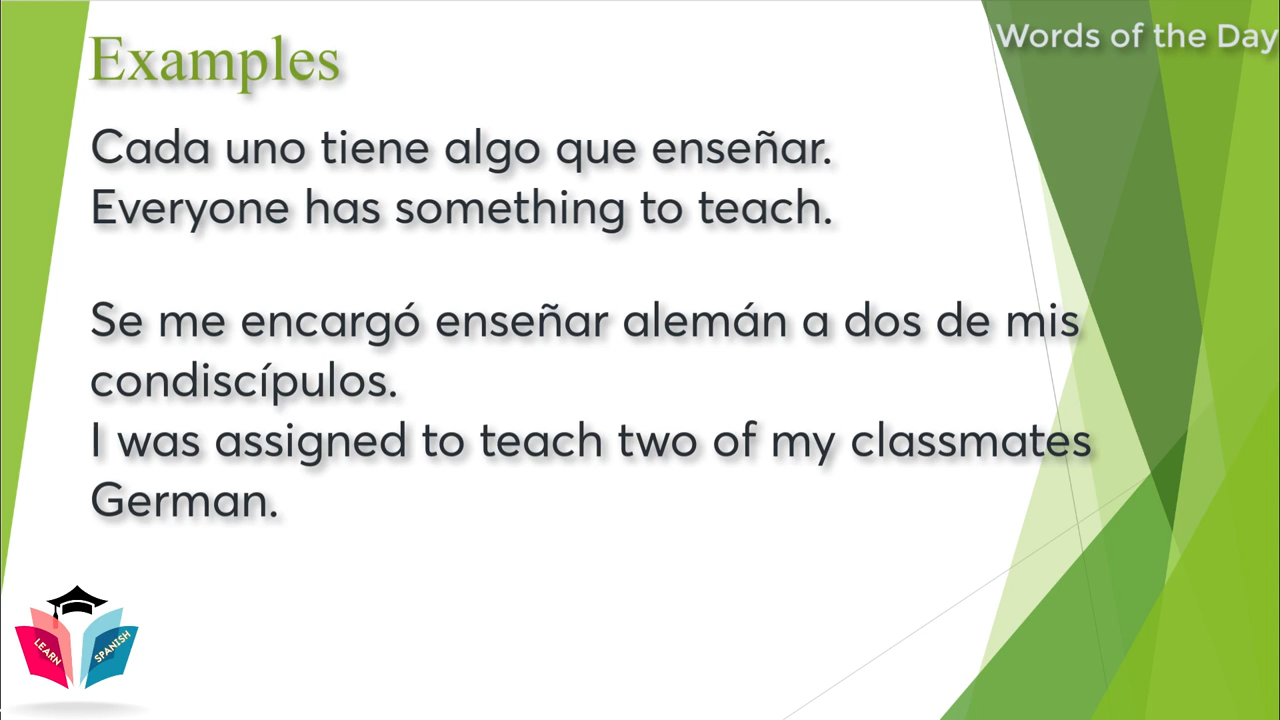 Words of the Day
Examples
Cada uno tiene algo que enseñar.
Everyone has something to teach.
Se me encargó enseñar alemán a dos de mis
condiscípulos.
I was assigned to teach two of my classmates
German.
LEARN
SPANISH